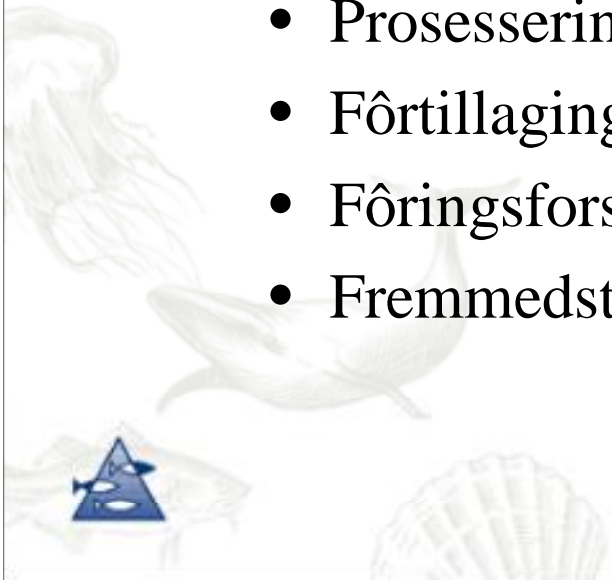 • Prosesserin
• Fôrtillaging
• Fôringsfors
• Fremmedst